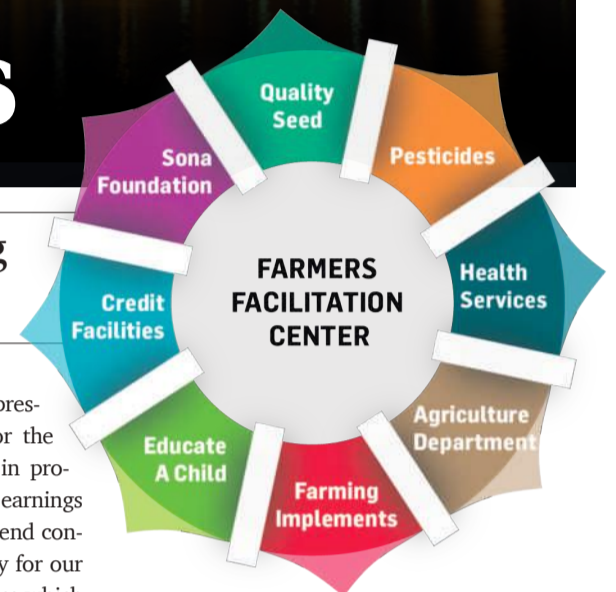 s
Quality
Seed
Pesticides
Sona
Foundation
g
Health
Services
FARMERS
FACILITATION
CENTER
Credit
Facilities
pres-
or the
in pro-
earnings
end con-
y for our
Agriculture
Department
Educate
A Child
Farming
Implements